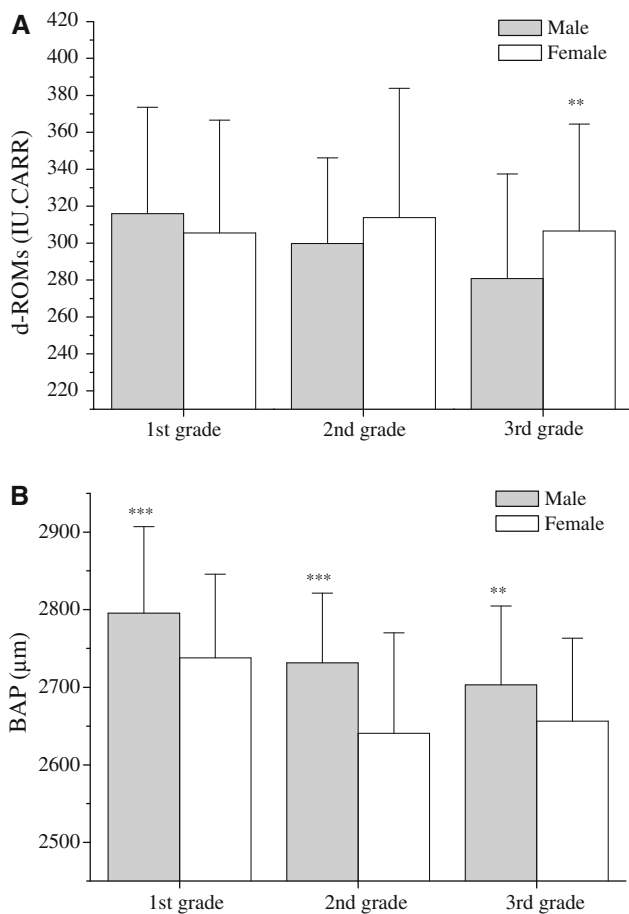 A
Male
Female
d-ROMs (IU.CARR)
420
400
380
360
340
320
300
280
260
240
220
**
1st grade
2nd grade
3rd grade
B
Male
Female
BAP (μm)
2900
2800
2700
2600
2500
***
***
**
1st grade
2nd grade
3rd grade